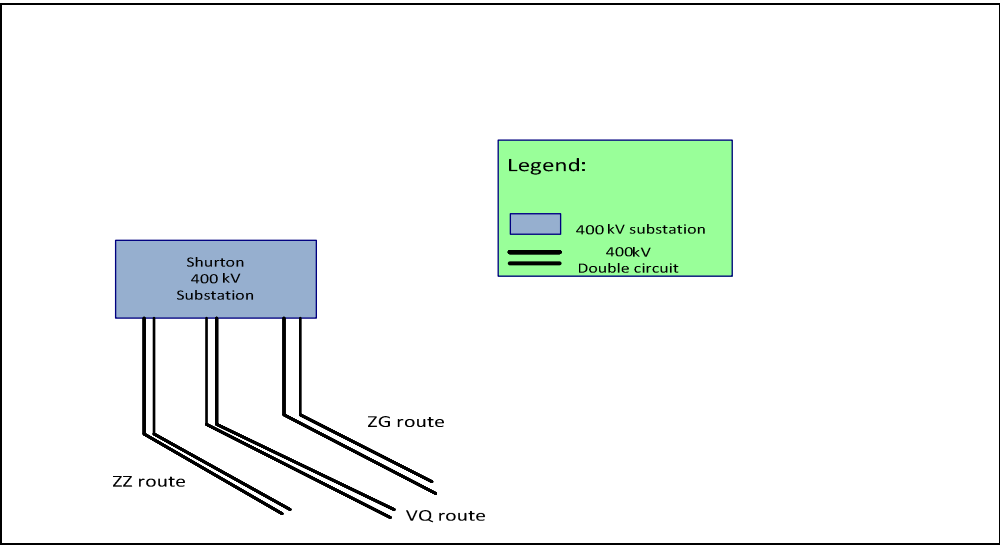 Legend:
400 kV substation
400kV
Double circuit
Shurton
400 kV
Substation
ZG route
ZZ route
VQ route